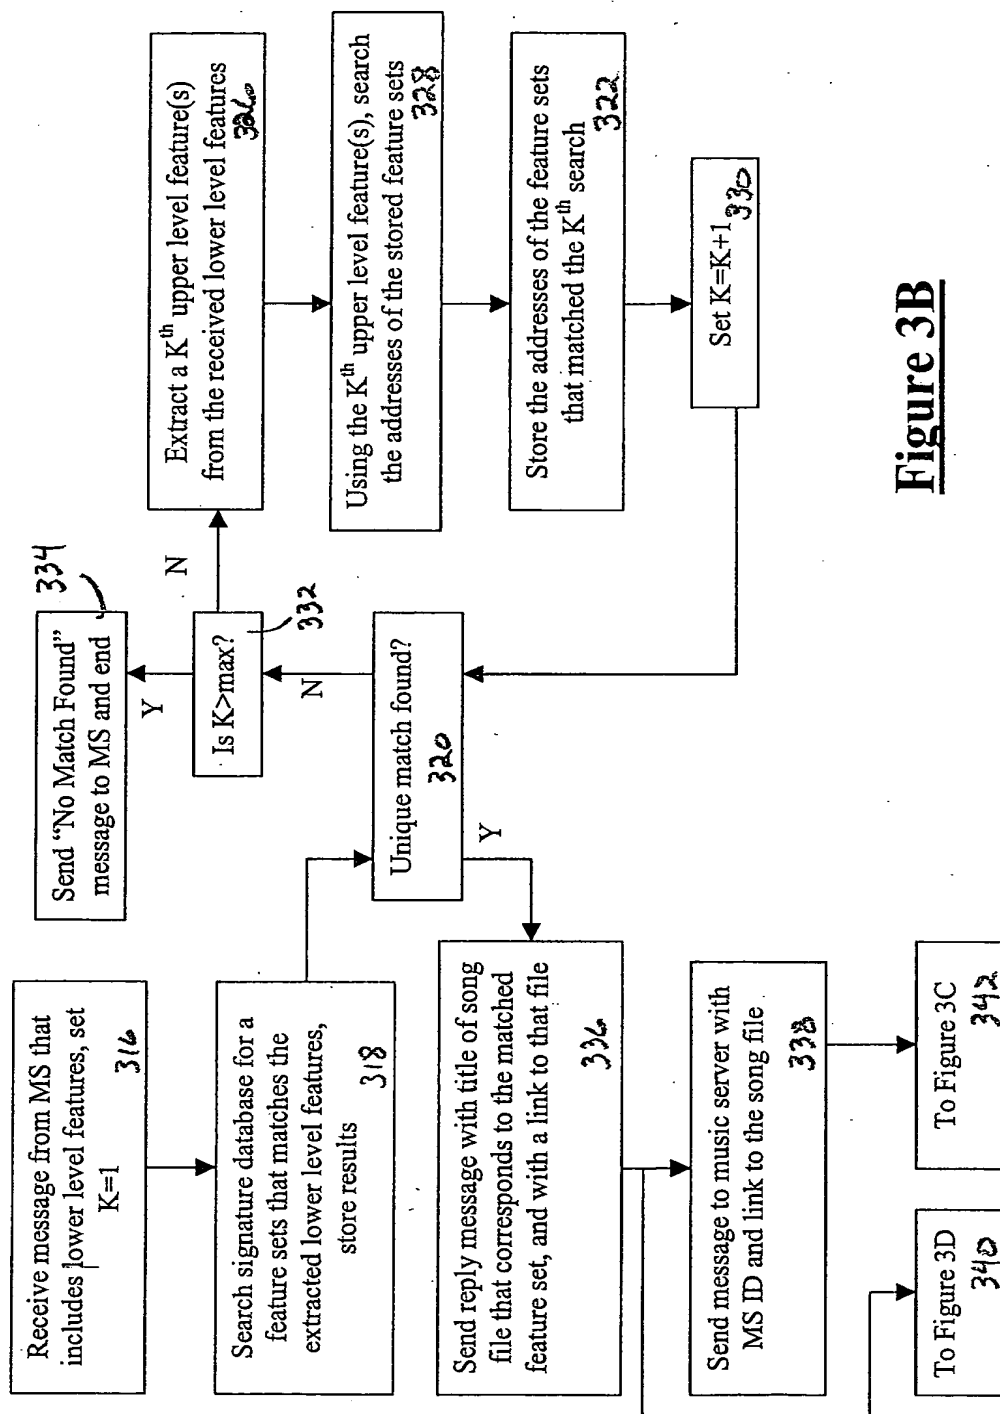 Receive message from MS that
includes lower level features, set
K=1
316
Search signature database for a
feature sets that matches the
extracted lower level features,
store results
318
Send reply message with title of song
file that corresponds to the matched
feature set, and with a link to that file
336
Send message to music server with
MS ID and link to the song file
338
To Figure 3D
340
To Figure 3C
342
Send “No Match Found”
message to MS and end
334
Y
Is K>max?
332
N
N
Unique match found?
320
Y
Extract a Kth upper level feature(s)
from the received lower level features
326
Using the Kth upper level feature(s), search
the addresses of the stored feature sets
328
Store the addresses of the feature sets
that matched the Kth search
322
Set K=K+1
330
Figure 3B